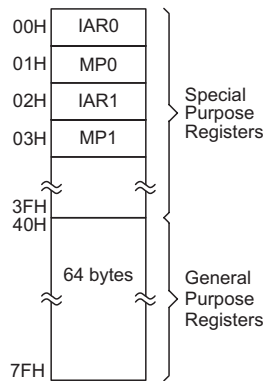 00H IAR0
01H MP0
02H IAR1
03H MP1
Special
Purpose
Registers
3FH
40H
64 bytes
General
Purpose
Registers
7FH